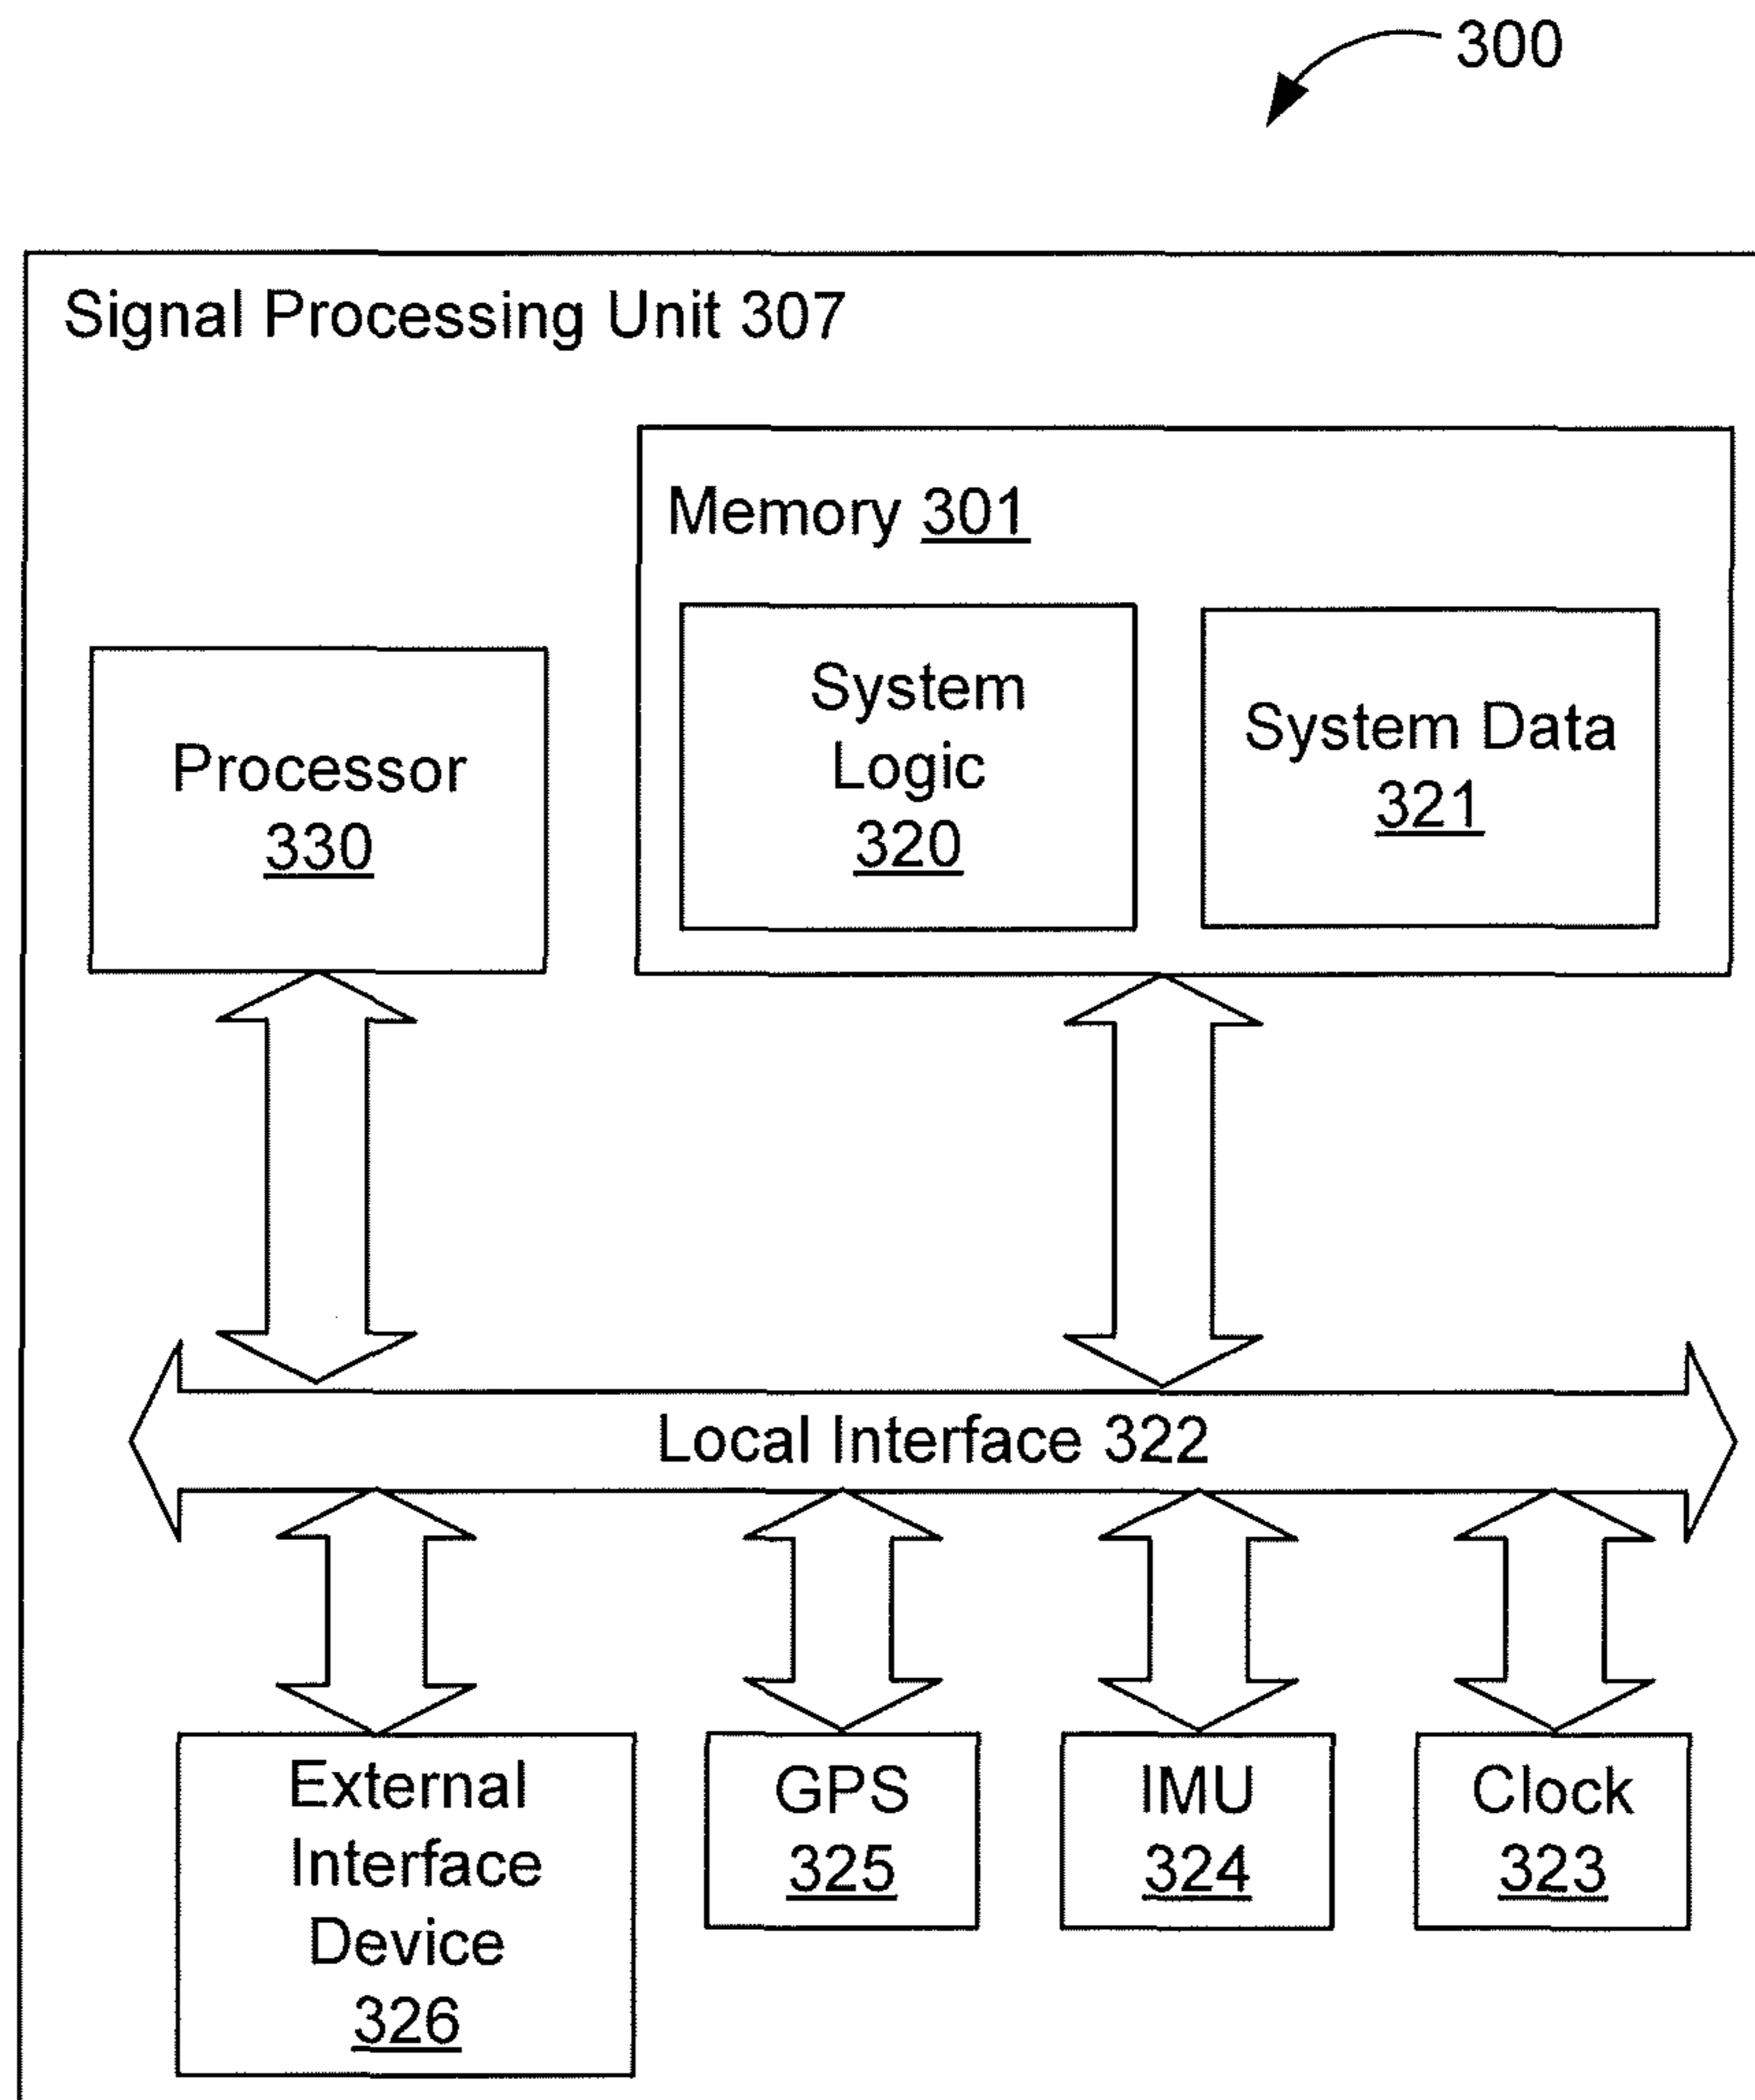 300
Signal Processing Unit 307
Memory 301
System
Logic
320
System Data
321
Processor
330
Local Interface 322
External
Interface
Device
326
GPS
325
IMU
324
Clock
323